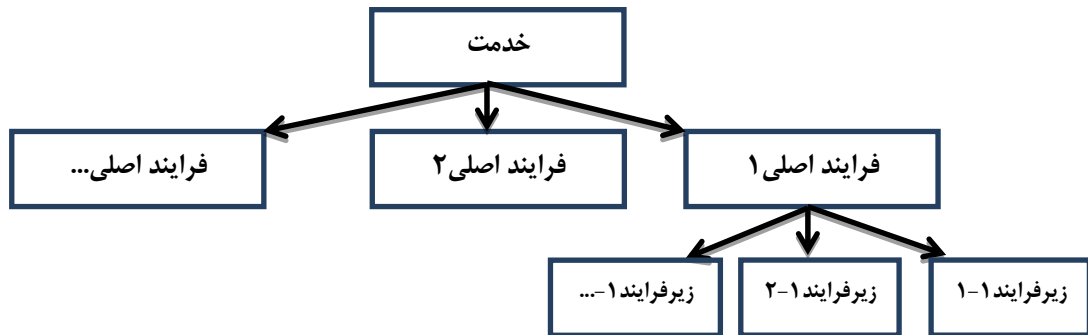 خدمت
فرایند اصلی۱
فرایند اصلی۲
فرایند اصلی...
زیرفرایند۱-۱
زیرفرایند۱-۲
زیرفرایند۱-...